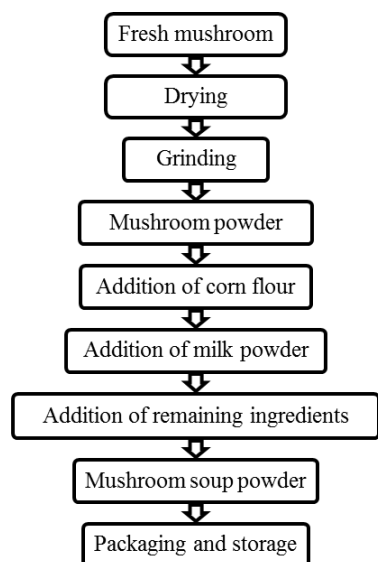 Fresh mushroom
Drying
Grinding
Mushroom powder
Addition of corn flour
Addition of milk powder
Addition of remaining ingredients
Mushroom soup powder
Packaging and storage